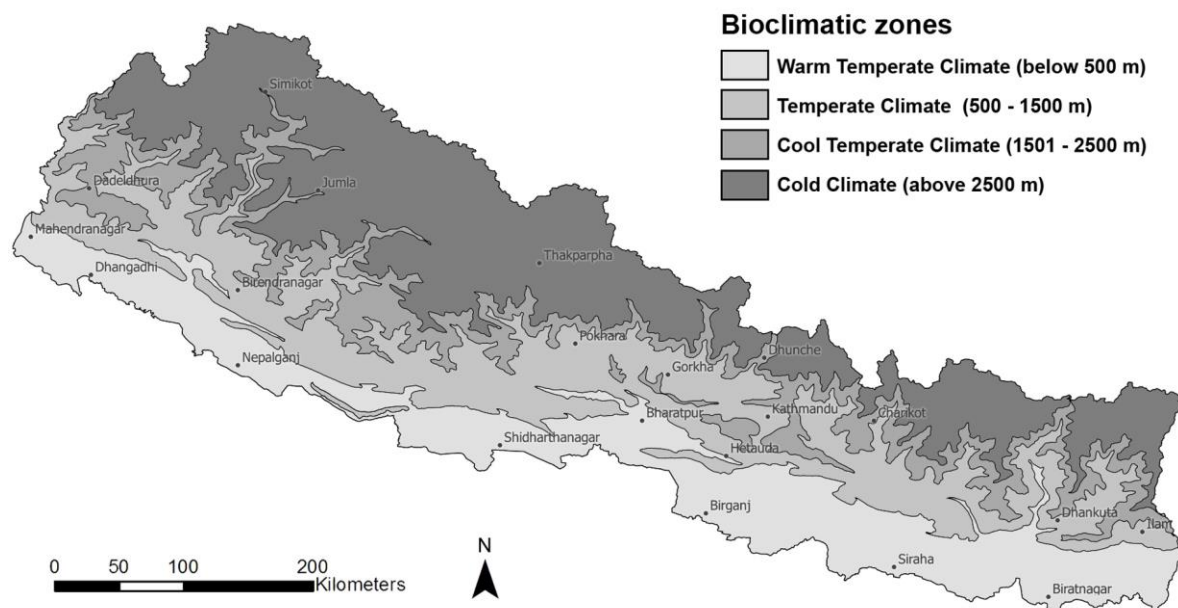 Bioclimatic zones
Warm Temperate Climate (below 500 m)
Temperate Climate (500 - 1500 m)
Cool Temperate Climate (1501 - 2500 m)
Cold Climate (above 2500 m)
Simikot
Dadeldhura
Jumla
Mahendranagar
Thakparpha
Dhangadhi
Birendranagar
Pokhara
Dhunche
Nepalganj
Gorkha
Bharatpur
Kathmandu
Charikot
Shidharthanagar
Hetauda
Birganj
Dhankuta
Ilam
Siraha
Biratnagar
N
0 50 100 200
Kilometers